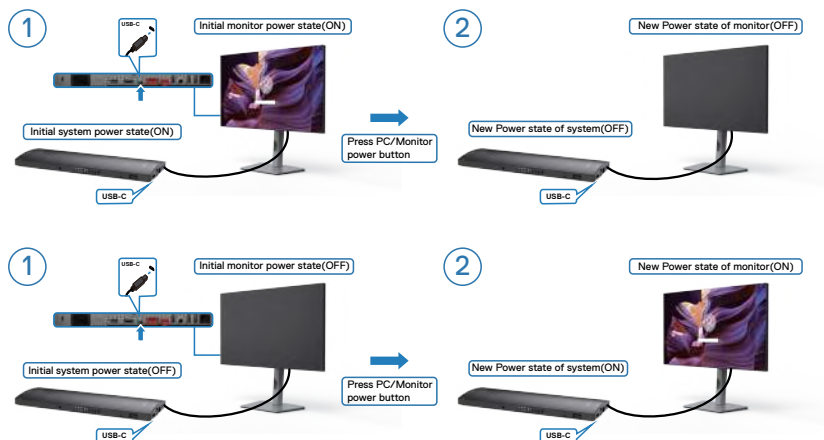 1
USB-C
Initial monitor power state(ON)
Initial system power state(ON)
USB-C
Press PC/Monitor
power button
2
New Power state of monitor(OFF)
New Power state of system(OFF)
USB-C
1
USB-C
Initial monitor power state(OFF)
Initial system power state(OFF)
USB-C
Press PC/Monitor
power button
2
New Power state of monitor(ON)
New Power state of system(ON)
USB-C